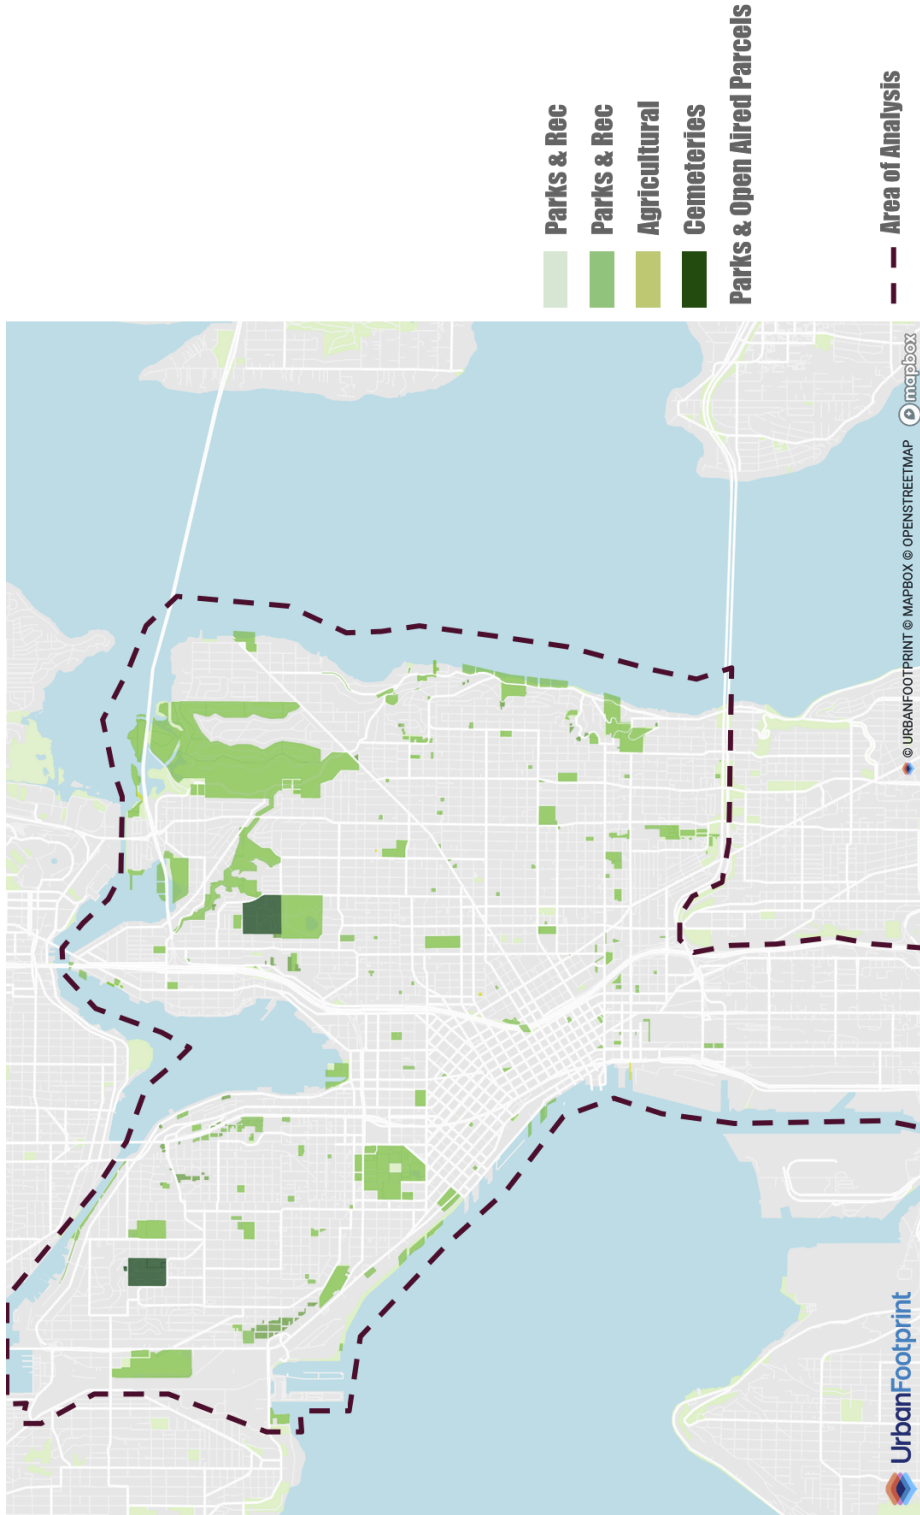 Parks & Rec
Parks & Rec
Agricultural
Cemeteries
Parks & Open Aired Parcels
Area of Analysis
UrbanFootprint
© URBANFOOTPRINT © MAPBOX © OPENSTREETMAP
mapbox